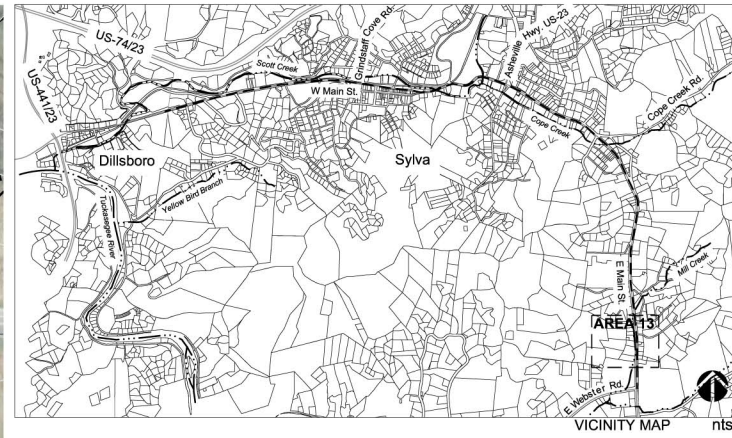 US-74/23
US-441/23
Scott Creek
Grindstaff Cove Rd.
Asheville Hwy. US-23
W Main St.
Cope Creek Rd.
Cope Creek
Dillsboro
Sylva
Yellow Bird Branch
Tuckasegee River
E Main St.
Mill Creek
AREA 13
E Webster Rd.
VICINITY MAP
nts